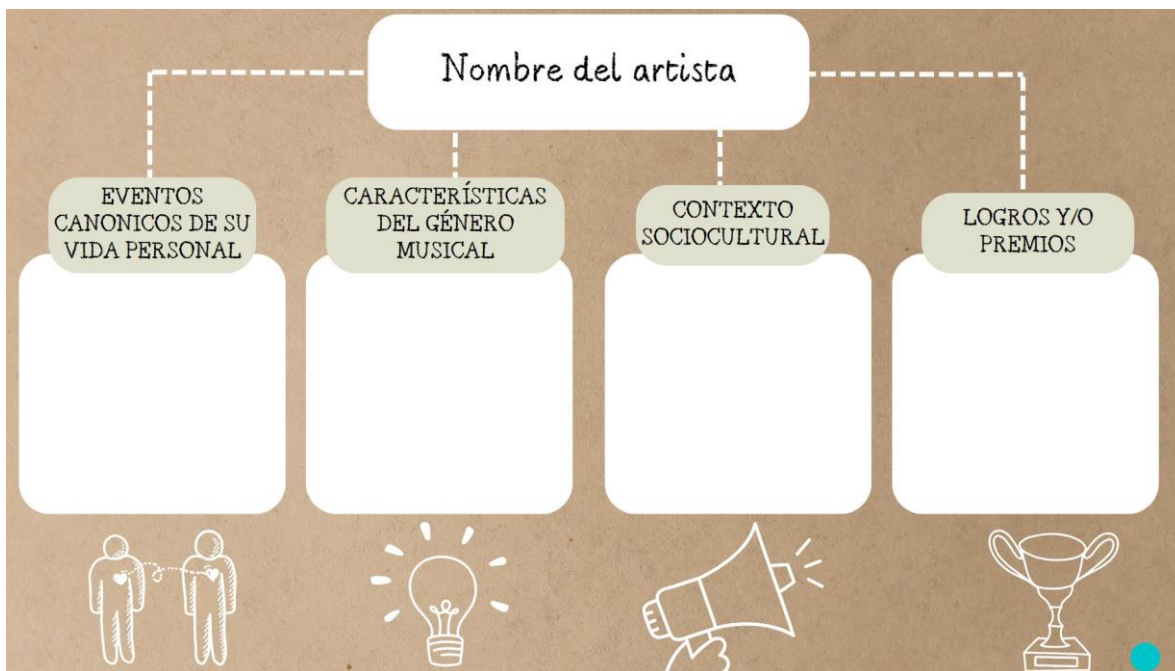 Nombre del artista
EVENTOS
CANONICOS DE SU
VIDA PERSONAL
CARACTERÍSTICAS
DEL GÉNERO
MUSICAL
CONTEXTO
SOCIOCULTURAL
LOGROS Y/O
PREMIOS